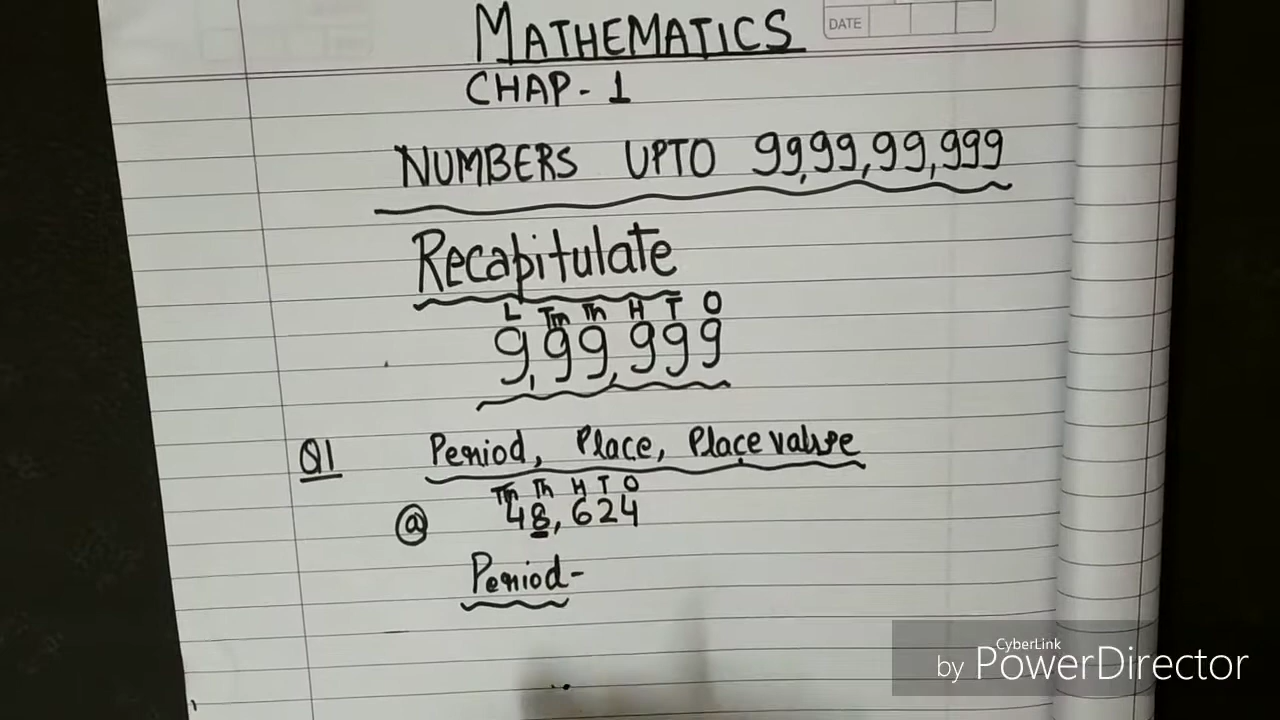 DATE
MATHEMATICS
CHAP - 1
NUMBERS UPTO 99,99,99,999
Recapitulate
L Tth Th H T O
9,99,999
Q1 Period, Place, Place value
Tth Th H T O
(a) 48,624
Period-
CyberLink
by PowerDirector